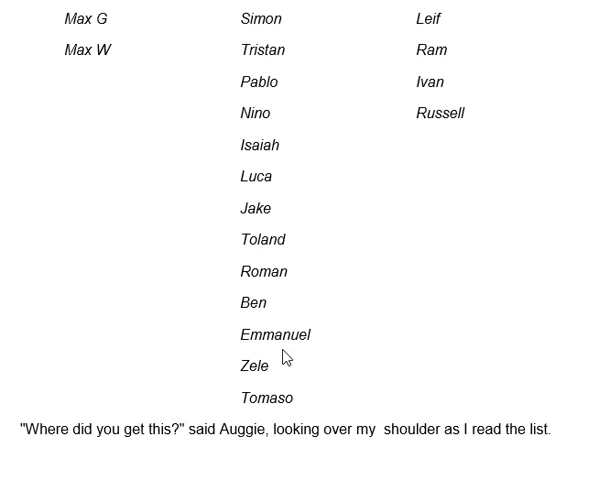 Max G Simon Leif
Max W Tristan Ram
Pablo Ivan
Nino Russell
Isaiah
Luca
Jake
Toland
Roman
Ben
Emmanuel
Zele
Tomaso
"Where did you get this?" said Auggie, looking over my shoulder as I read the list.